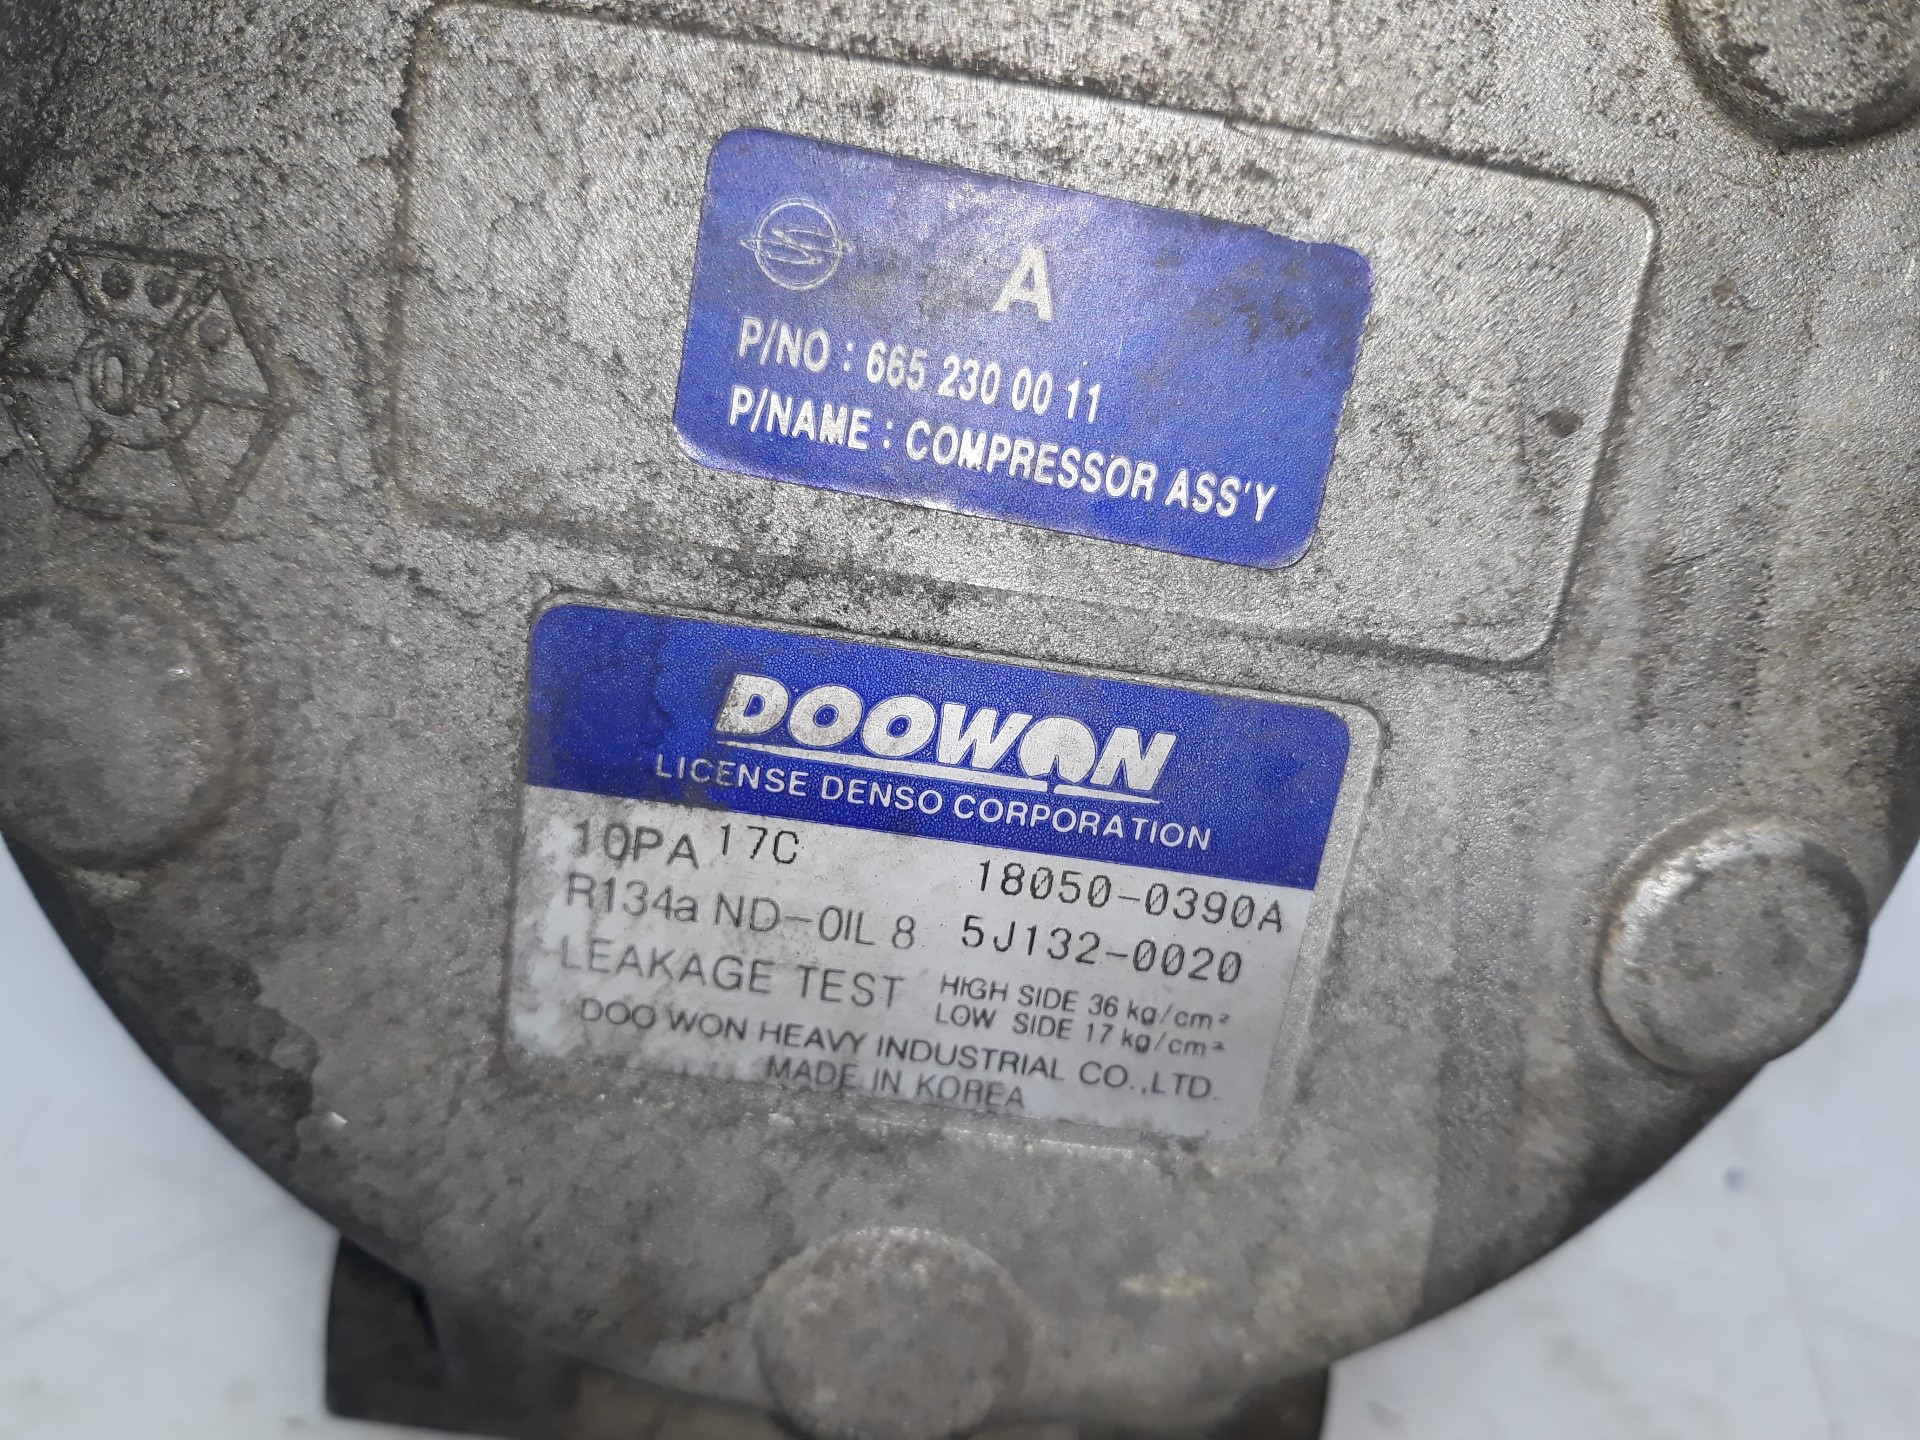 A
P/NO : 665 230 00 11
P/NAME : COMPRESSOR ASS'Y
DOOWON
LICENSE DENSO CORPORATION
10PA 17C 18050-0390A
R134a ND-OIL 8 5J132-0020
LEAKAGE TEST HIGH SIDE 36 kg/cm²
LOW SIDE 17 kg/cm²
DOO WON HEAVY INDUSTRIAL CO.,LTD.
MADE IN KOREA